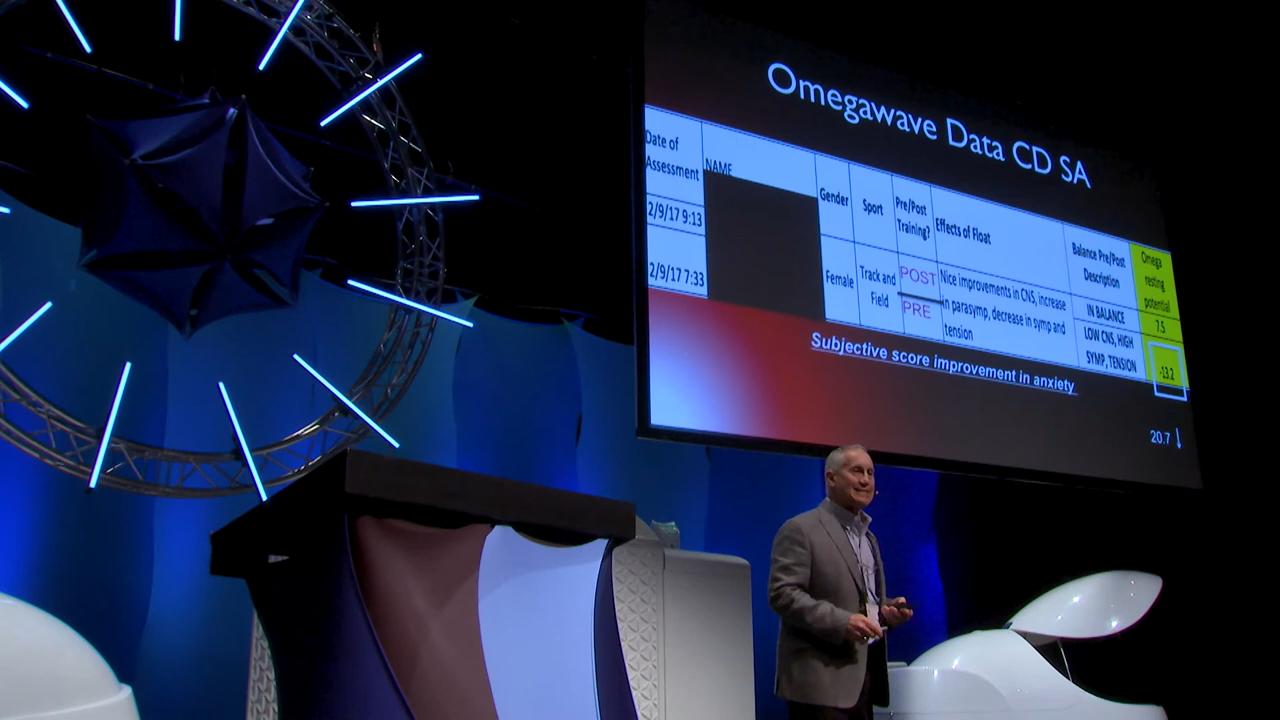 Omegawave Data CD SA
Date of
Assessment
NAME
Gender
Sport
Pre/Post
Training?
Effects of Float
Balance Pre/Post
Description
Omega
resting
potential
2/9/17 9:13
2/9/17 7:33
Female
Track and
Field
POST
PRE
Nice improvements in CNS, increase
in parasymp, decrease in symp and
tension
IN BALANCE
LOW CNS, HIGH
SYMP, TENSION
7.5
-13.2
Subjective score improvement in anxiety
20.7 ↓